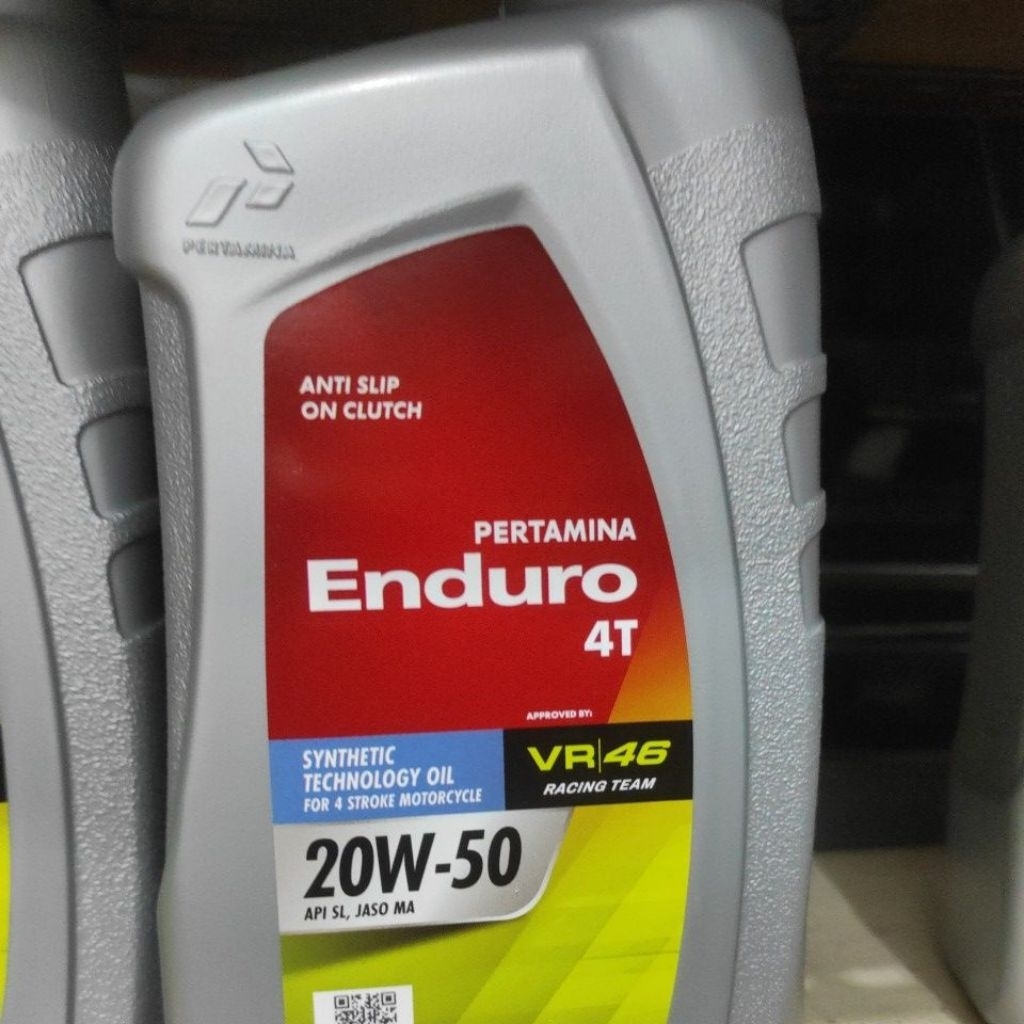 PERTAMINA
ANTI SLIP
ON CLUTCH
PERTAMINA
Enduro
4T
APPROVED BY:
SYNTHETIC
TECHNOLOGY OIL
FOR 4 STROKE MOTORCYCLE
VR|46
RACING TEAM
20W-50
API SL, JASO MA